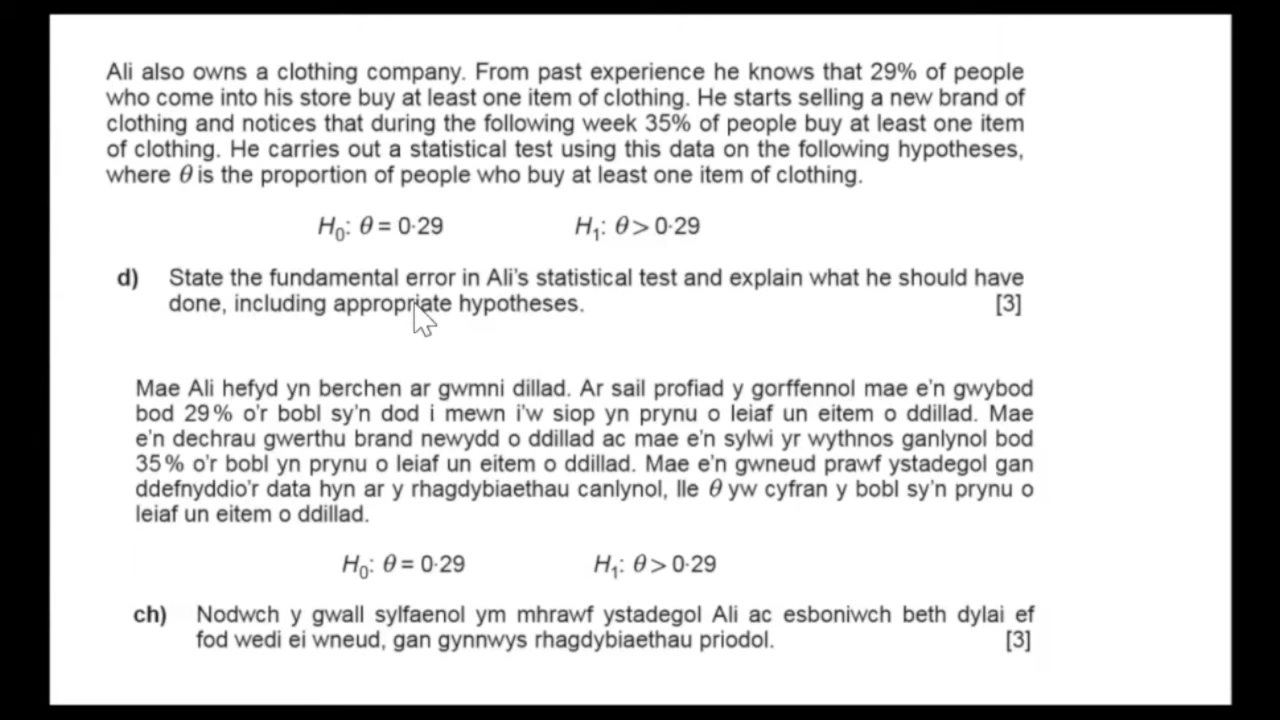 Ali also owns a clothing company. From past experience he knows that 29% of people
who come into his store buy at least one item of clothing. He starts selling a new brand of
clothing and notices that during the following week 35% of people buy at least one item
of clothing. He carries out a statistical test using this data on the following hypotheses,
where θ is the proportion of people who buy at least one item of clothing.
H₀: θ = 0·29 H₁: θ > 0·29
d) State the fundamental error in Ali's statistical test and explain what he should have
done, including appropriate hypotheses. [3]
Mae Ali hefyd yn berchen ar gwmni dillad. Ar sail profiad y gorffennol mae e'n gwybod
bod 29% o'r bobl sy'n dod i mewn i'w siop yn prynu o leiaf un eitem o ddillad. Mae
e'n dechrau gwerthu brand newydd o ddillad ac mae e'n sylwi yr wythnos ganlynol bod
35% o'r bobl yn prynu o leiaf un eitem o ddillad. Mae e'n gwneud prawf ystadegol gan
ddefnyddio'r data hyn ar y rhagdybiaethau canlynol, lle θ yw cyfran y bobl sy'n prynu o
leiaf un eitem o ddillad.
H₀: θ = 0·29 H₁: θ > 0·29
ch) Nodwch y gwall sylfaenol ym mhrawf ystadegol Ali ac esboniwch beth dylai ef
fod wedi ei wneud, gan gynnwys rhagdybiaethau priodol. [3]